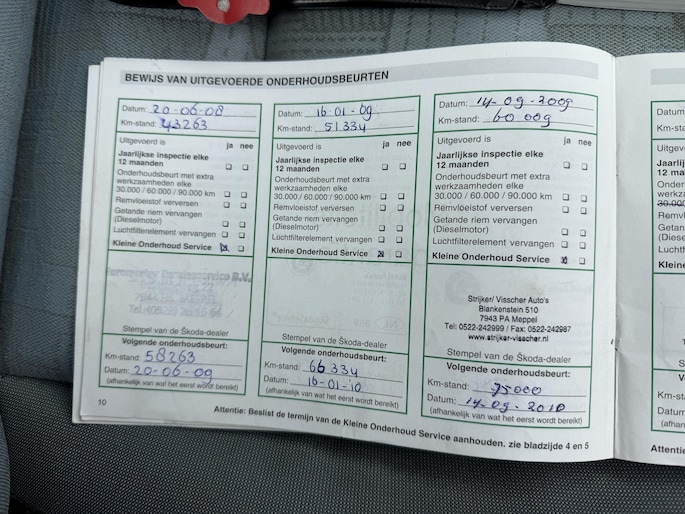 BEWIJS VAN UITGEVOERDE ONDERHOUDSBEURTEN
Datum: 20-06-08
Km-stand: 43263
Uitgevoerd is ja nee
Jaarlijkse inspectie elke
12 maanden
Onderhoudsbeurt met extra
werkzaamheden elke
30.000 / 60.000 / 90.000 km
Remvloeistof verversen
Getande riem vervangen
(Dieselmotor)
Luchtfilterelement vervangen
Kleine Onderhoud Service
Stempel van de Škoda-dealer
Volgende onderhoudsbeurt:
Km-stand: 58263
Datum: 20-06-09
(afhankelijk van wat het eerst wordt bereikt)
Datum: 16-01-09
Km-stand: 51334
Uitgevoerd is ja nee
Jaarlijkse inspectie elke
12 maanden
Onderhoudsbeurt met extra
werkzaamheden elke
30.000 / 60.000 / 90.000 km
Remvloeistof verversen
Getande riem vervangen
(Dieselmotor)
Luchtfilterelement vervangen
Kleine Onderhoud Service
Stempel van de Škoda-dealer
Volgende onderhoudsbeurt:
Km-stand: 66334
Datum: 16-01-10
(afhankelijk van wat het eerst wordt bereikt)
Datum: 14-09-2009
Km-stand: 60009
Uitgevoerd is ja nee
Jaarlijkse inspectie elke
12 maanden
Onderhoudsbeurt met extra
werkzaamheden elke
30.000 / 60.000 / 90.000 km
Remvloeistof verversen
Getande riem vervangen
(Dieselmotor)
Luchtfilterelement vervangen
Kleine Onderhoud Service
Strijker/ Visscher Auto's
Blankenstein 510
7943 PA Meppel
Tel: 0522-242999 / Fax: 0522-242987
www.strijker-visscher.nl
Stempel van de Škoda-dealer
Volgende onderhoudsbeurt:
Km-stand: 75000
Datum: 14-09-2010
(afhankelijk van wat het eerst wordt bereikt)
10
Attentie: Beslist de termijn van de Kleine Onderhoud Service aanhouden. zie bladzijde 4 en 5